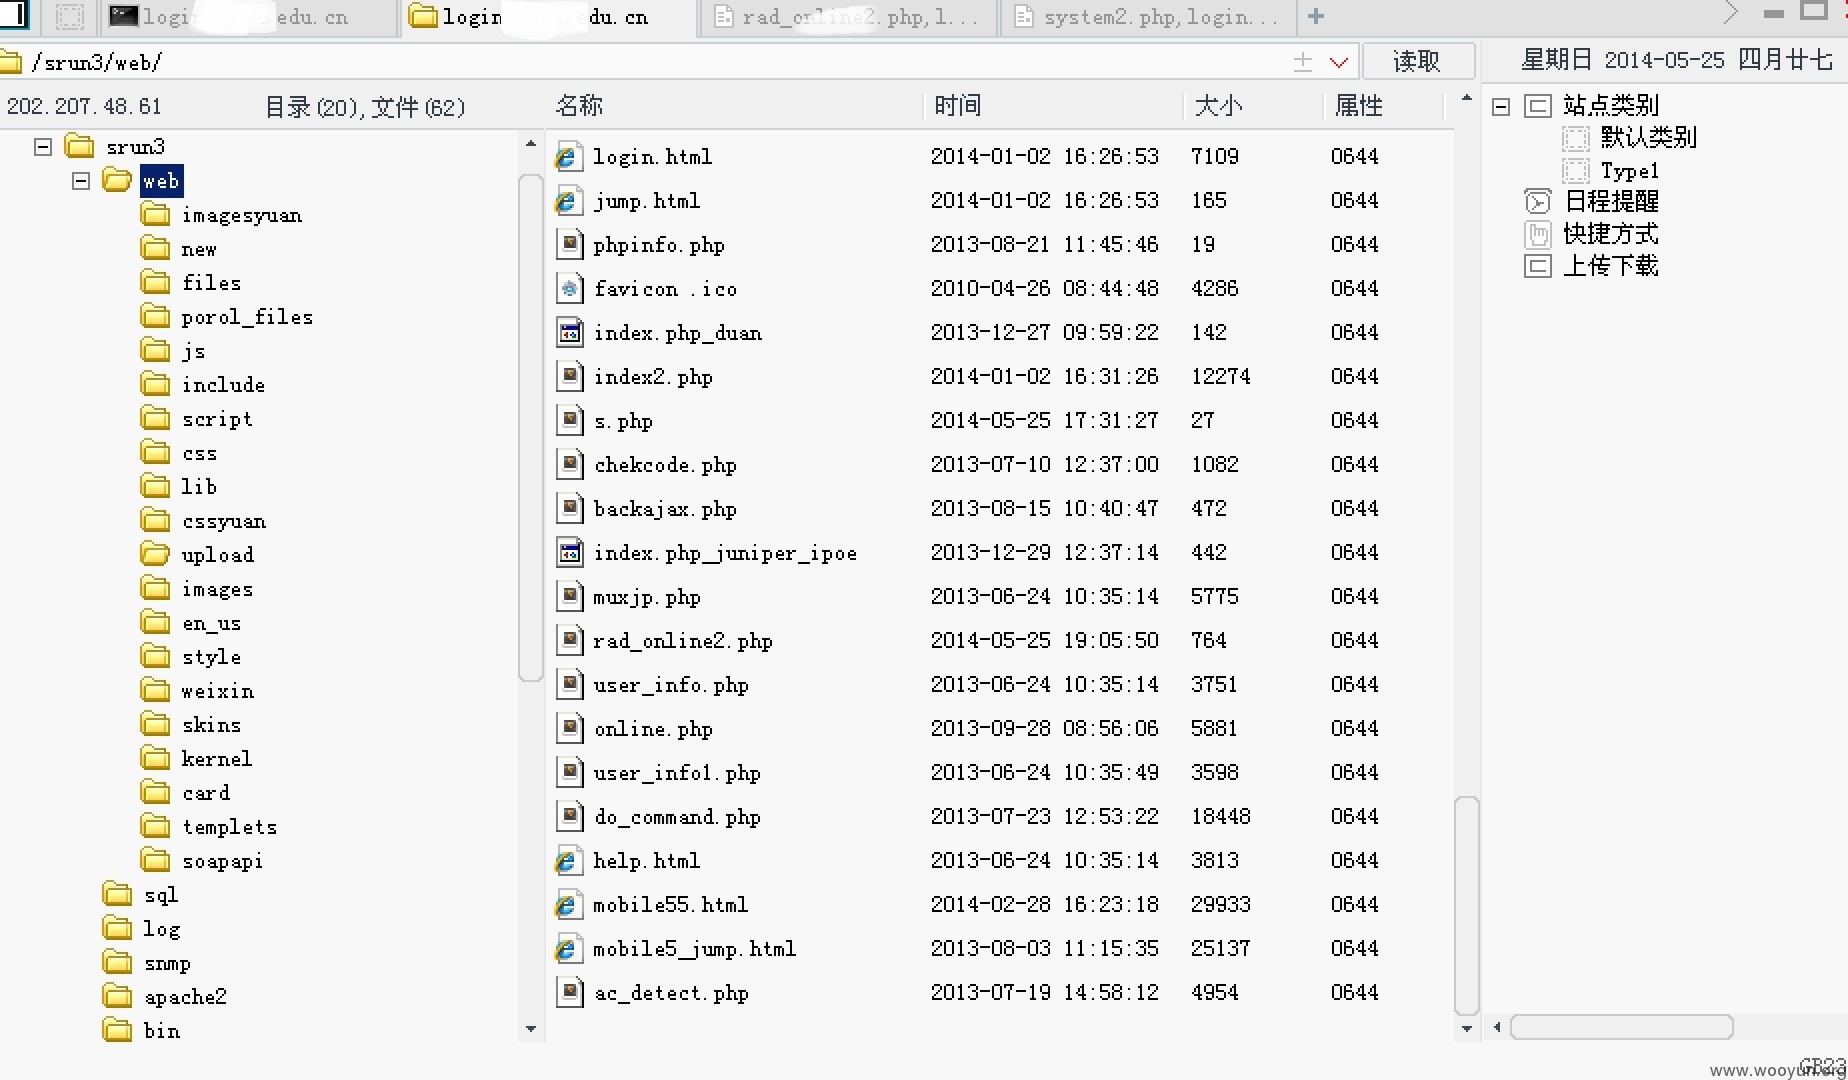 login edu.cn
login edu.cn
rad_online2.php,l...
system2.php,login...
/srun3/web/
读取
星期日 2014-05-25 四月廿七
202.207.48.61 目录(20),文件(62)
名称 时间 大小 属性
srun3
web
imagesyuan
new
files
porol_files
js
include
script
css
lib
cssyuan
upload
images
en_us
style
weixin
skins
kernel
card
templets
soapapi
sql
log
snmp
apache2
bin
login.html 2014-01-02 16:26:53 7109 0644
jump.html 2014-01-02 16:26:53 165 0644
phpinfo.php 2013-08-21 11:45:46 19 0644
favicon .ico 2010-04-26 08:44:48 4286 0644
index.php_duan 2013-12-27 09:59:22 142 0644
index2.php 2014-01-02 16:31:26 12274 0644
s.php 2014-05-25 17:31:27 27 0644
chekcode.php 2013-07-10 12:37:00 1082 0644
backajax.php 2013-08-15 10:40:47 472 0644
index.php_juniper_ipoe 2013-12-29 12:37:14 442 0644
muxjp.php 2013-06-24 10:35:14 5775 0644
rad_online2.php 2014-05-25 19:05:50 764 0644
user_info.php 2013-06-24 10:35:14 3751 0644
online.php 2013-09-28 08:56:06 5881 0644
user_info1.php 2013-06-24 10:35:49 3598 0644
do_command.php 2013-07-23 12:53:22 18448 0644
help.html 2013-06-24 10:35:14 3813 0644
mobile55.html 2014-02-28 16:23:18 29933 0644
mobile5_jump.html 2013-08-03 11:15:35 25137 0644
ac_detect.php 2013-07-19 14:58:12 4954 0644
站点类别
默认类别
Type1
日程提醒
快捷方式
上传下载
GB23
www.wooyun.org